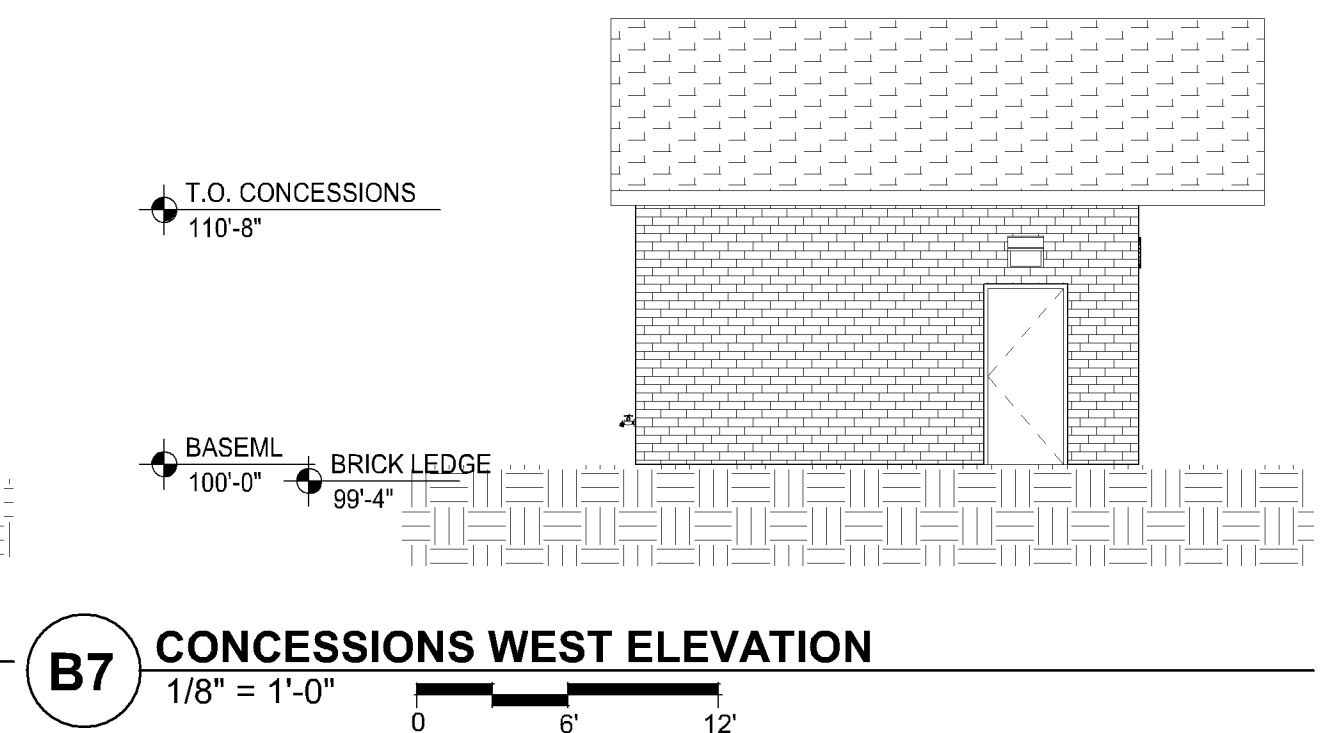 T.O. CONCESSIONS
110'-8"
BASEML
100'-0"
BRICK LEDGE
99'-4"
B7
CONCESSIONS WEST ELEVATION
1/8" = 1'-0"
0 6' 12'